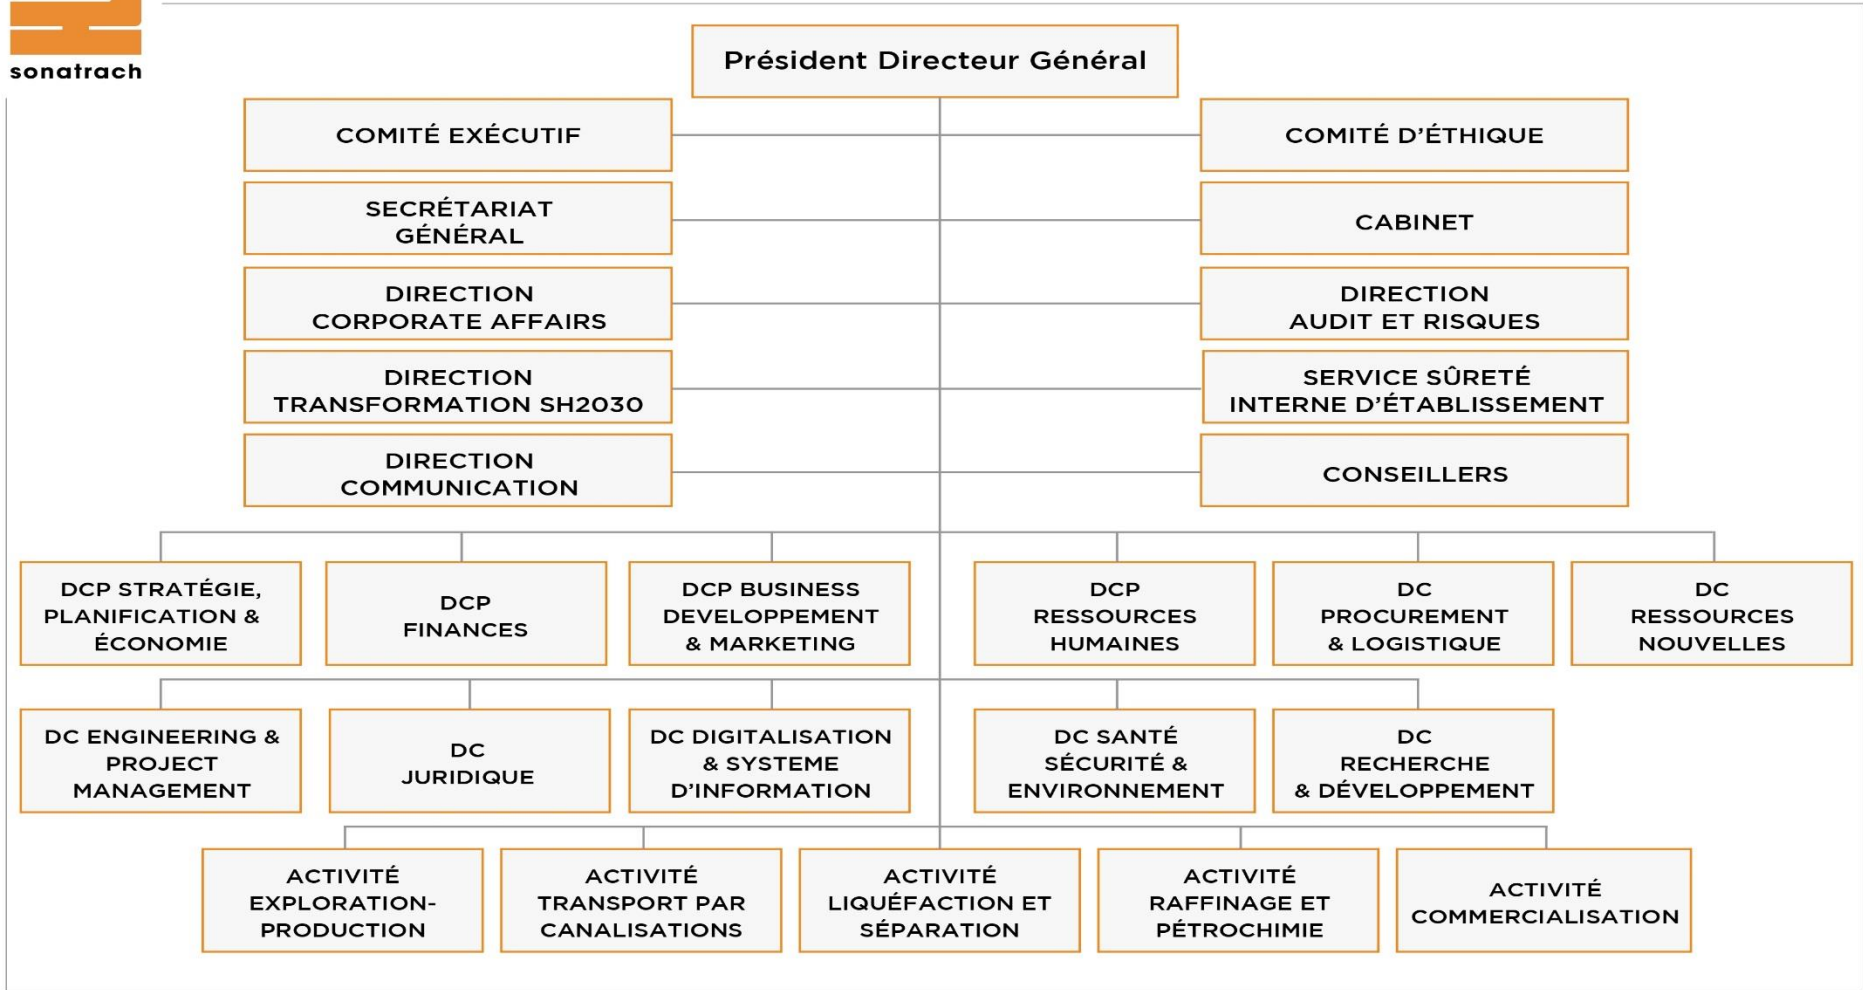 sonatrach
Président Directeur Général
COMITÉ EXÉCUTIF
COMITÉ D'ÉTHIQUE
SECRÉTARIAT
GÉNÉRAL
CABINET
DIRECTION
CORPORATE AFFAIRS
DIRECTION
AUDIT ET RISQUES
DIRECTION
TRANSFORMATION SH2030
SERVICE SÛRETÉ
INTERNE D'ÉTABLISSEMENT
DIRECTION
COMMUNICATION
CONSEILLERS
DCP STRATÉGIE,
PLANIFICATION &
ÉCONOMIE
DCP
FINANCES
DCP BUSINESS
DEVELOPPEMENT
& MARKETING
DCP
RESSOURCES
HUMAINES
DC
PROCUREMENT
& LOGISTIQUE
DC
RESSOURCES
NOUVELLES
DC ENGINEERING &
PROJECT
MANAGEMENT
DC
JURIDIQUE
DC DIGITALISATION
& SYSTEME
D'INFORMATION
DC SANTÉ
SÉCURITÉ &
ENVIRONNEMENT
DC
RECHERCHE
& DÉVELOPPEMENT
ACTIVITÉ
EXPLORATION-
PRODUCTION
ACTIVITÉ
TRANSPORT PAR
CANALISATIONS
ACTIVITÉ
LIQUÉFACTION ET
SÉPARATION
ACTIVITÉ
RAFFINAGE ET
PÉTROCHIMIE
ACTIVITÉ
COMMERCIALISATION